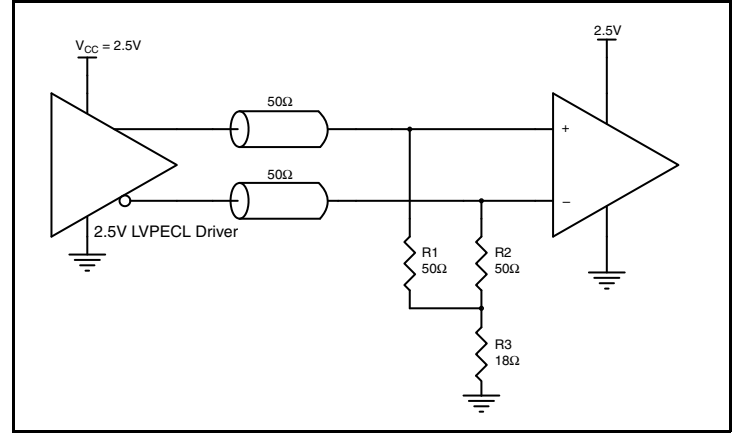 V_CC = 2.5V
2.5V
50Ω
+
50Ω
−
2.5V LVPECL Driver
R1
50Ω
R2
50Ω
R3
18Ω